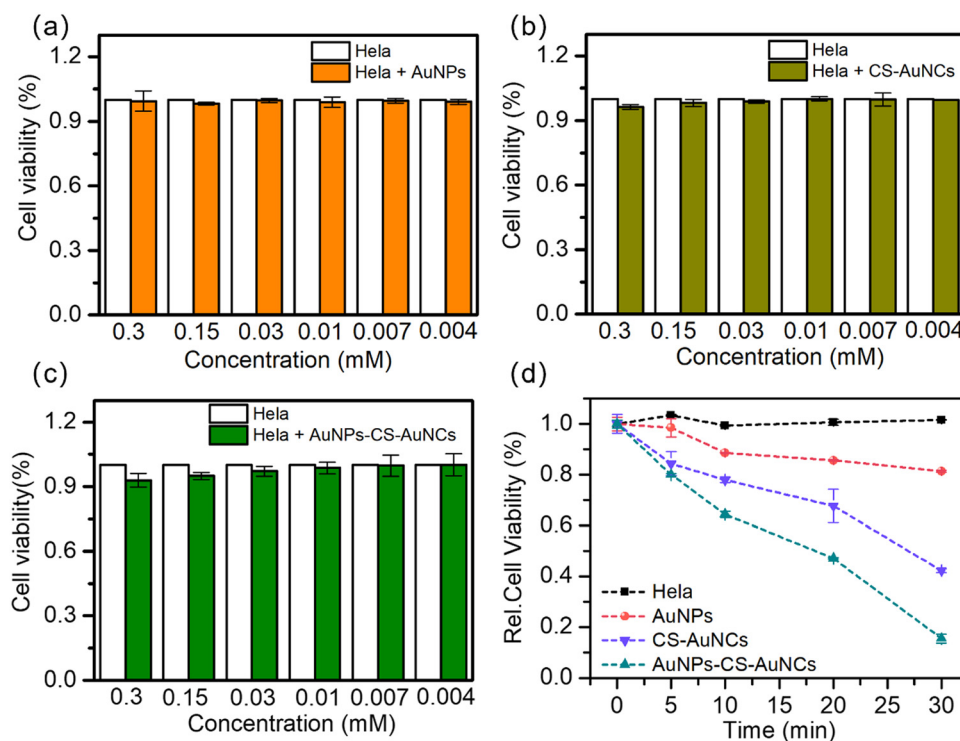 (a)
Hela
Hela + AuNPs
Cell viability (%)
1.2
0.9
0.6
0.3
0.0
0.3 0.15 0.03 0.01 0.007 0.004
Concentration (mM)
(b)
Hela
Hela + CS-AuNCs
Cell viability (%)
1.2
0.9
0.6
0.3
0.0
0.3 0.15 0.03 0.01 0.007 0.004
Concentration (mM)
(c)
Hela
Hela + AuNPs-CS-AuNCs
Cell viability(%)
1.2
0.9
0.6
0.3
0.0
0.3 0.15 0.03 0.01 0.007 0.004
Concentration (mM)
(d)
Rel.Cell Viability (%)
1.0
0.8
0.6
0.4
0.2
0.0
Hela
AuNPs
CS-AuNCs
AuNPs-CS-AuNCs
0 5 10 15 20 25 30
Time (min)